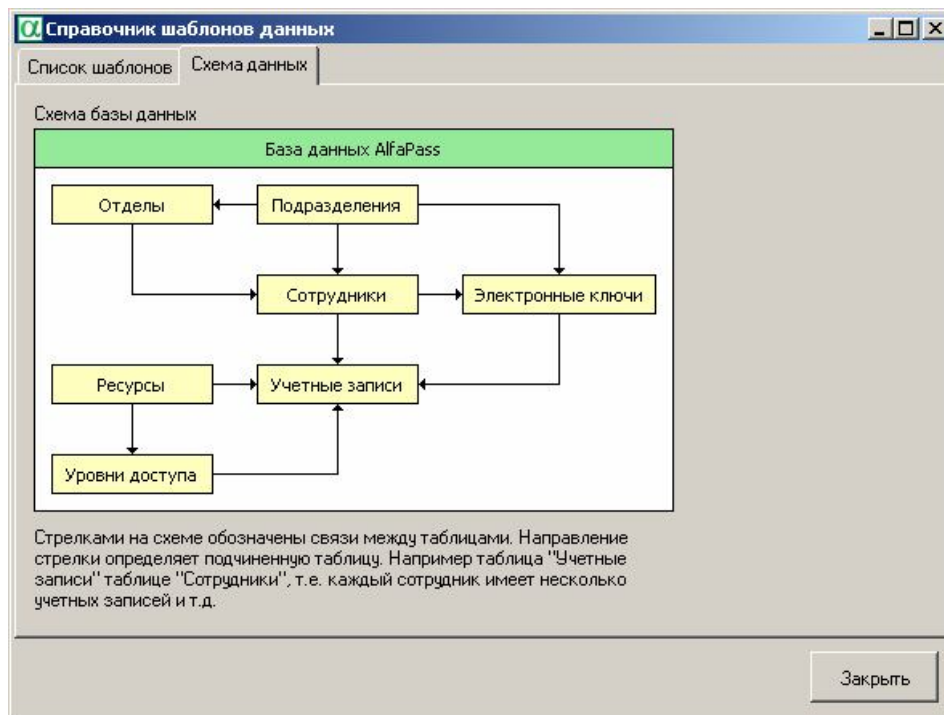 Справочник шаблонов данных
Список шаблонов Схема данных
Схема базы данных
База данных AlfaPass
Отделы Подразделения
Сотрудники Электронные ключи
Ресурсы Учетные записи
Уровни доступа
Стрелками на схеме обозначены связи между таблицами. Направление
стрелки определяет подчиненную таблицу. Например таблица "Учетные
записи" таблице "Сотрудники", т.е. каждый сотрудник имеет несколько
учетных записей и т.д.
Закрыть